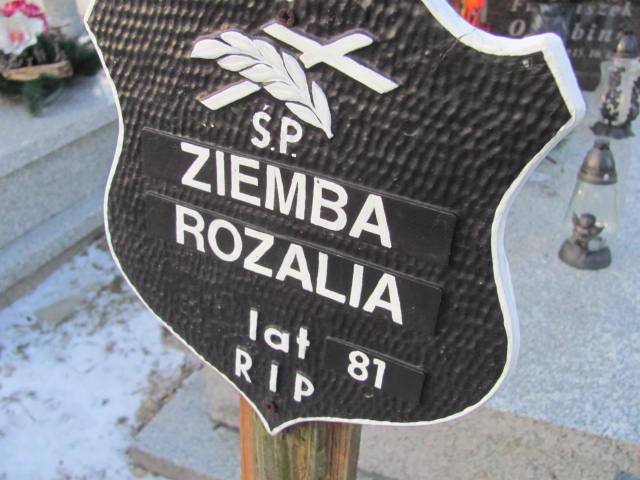 Ś.P.
ZIEMBA
ROZALIA
lat 81
RIP